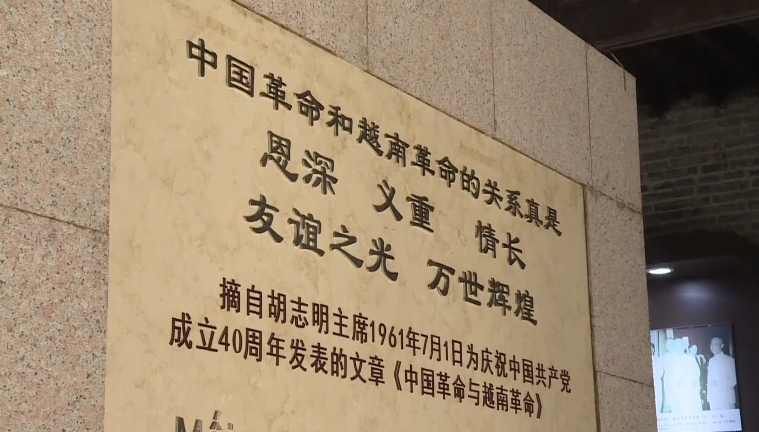 中国革命和越南革命的关系真是
恩深 义重 情长
友谊之光 万世辉煌
摘自胡志明主席1961年7月1日为庆祝中国共产党
成立40周年发表的文章《中国革命与越南革命》